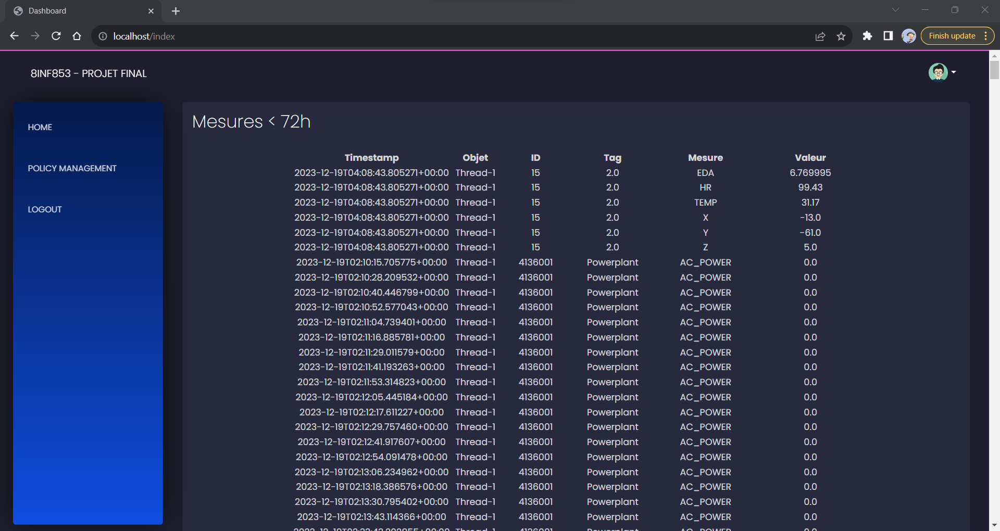 Dashboard
localhost/index
Finish update
8INF853 - PROJET FINAL
HOME
POLICY MANAGEMENT
LOGOUT
Mesures < 72h
Timestamp Objet ID Tag Mesure Valeur
2023-12-19T04:08:43.805271+00:00 Thread-1 15 2.0 EDA 6.769995
2023-12-19T04:08:43.805271+00:00 Thread-1 15 2.0 HR 99.43
2023-12-19T04:08:43.805271+00:00 Thread-1 15 2.0 TEMP 31.17
2023-12-19T04:08:43.805271+00:00 Thread-1 15 2.0 X -13.0
2023-12-19T04:08:43.805271+00:00 Thread-1 15 2.0 Y -61.0
2023-12-19T04:08:43.805271+00:00 Thread-1 15 2.0 Z 5.0
2023-12-19T02:10:15.705775+00:00 Thread-1 4136001 Powerplant AC_POWER 0.0
2023-12-19T02:10:28.209532+00:00 Thread-1 4136001 Powerplant AC_POWER 0.0
2023-12-19T02:10:40.446799+00:00 Thread-1 4136001 Powerplant AC_POWER 0.0
2023-12-19T02:10:52.577043+00:00 Thread-1 4136001 Powerplant AC_POWER 0.0
2023-12-19T02:11:04.739401+00:00 Thread-1 4136001 Powerplant AC_POWER 0.0
2023-12-19T02:11:16.885781+00:00 Thread-1 4136001 Powerplant AC_POWER 0.0
2023-12-19T02:11:29.011579+00:00 Thread-1 4136001 Powerplant AC_POWER 0.0
2023-12-19T02:11:41.193263+00:00 Thread-1 4136001 Powerplant AC_POWER 0.0
2023-12-19T02:11:53.314823+00:00 Thread-1 4136001 Powerplant AC_POWER 0.0
2023-12-19T02:12:05.445184+00:00 Thread-1 4136001 Powerplant AC_POWER 0.0
2023-12-19T02:12:17.611227+00:00 Thread-1 4136001 Powerplant AC_POWER 0.0
2023-12-19T02:12:29.757460+00:00 Thread-1 4136001 Powerplant AC_POWER 0.0
2023-12-19T02:12:41.917607+00:00 Thread-1 4136001 Powerplant AC_POWER 0.0
2023-12-19T02:12:54.091478+00:00 Thread-1 4136001 Powerplant AC_POWER 0.0
2023-12-19T02:13:06.234962+00:00 Thread-1 4136001 Powerplant AC_POWER 0.0
2023-12-19T02:13:18.386576+00:00 Thread-1 4136001 Powerplant AC_POWER 0.0
2023-12-19T02:13:30.795402+00:00 Thread-1 4136001 Powerplant AC_POWER 0.0
2023-12-19T02:13:43.114366+00:00 Thread-1 4136001 Powerplant AC_POWER 0.0